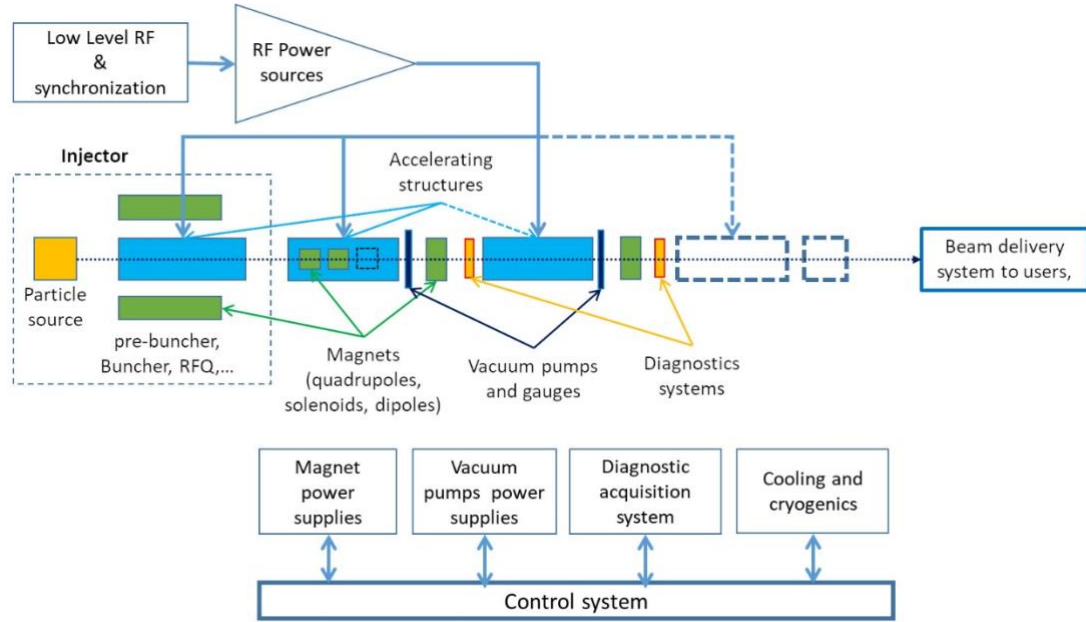 Low Level RF
&
synchronization
RF Power
sources
Injector
Accelerating
structures
Particle
source
pre-buncher,
Buncher, RFQ,...
Magnets
(quadrupoles,
solenoids, dipoles)
Vacuum pumps
and gauges
Diagnostics
systems
Beam delivery
system to users,
Magnet
power
supplies
Vacuum
pumps power
supplies
Diagnostic
acquisition
system
Cooling and
cryogenics
Control system